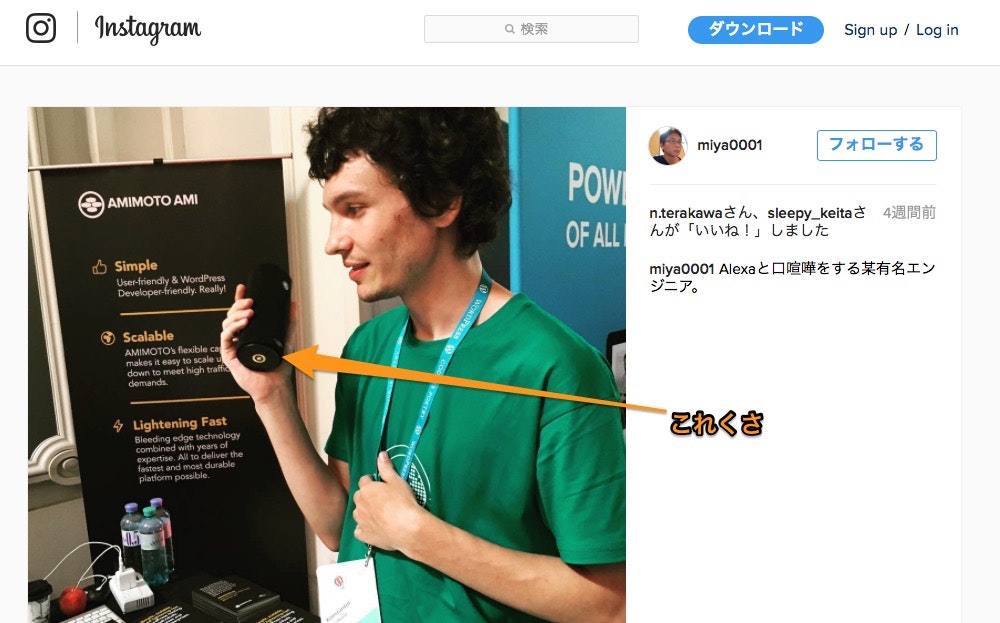 Instagram
検索
ダウンロード
Sign up / Log in
AMIMOTO AMI
Simple
User-friendly & WordPress
Developer-friendly. Really!
Scalable
AMIMOTO's flexible
makes it easy to scale
down to meet high traffic
demands.
Lightening Fast
Bleeding edge technology
combined with years of
expertise. All to deliver the
fastest and most durable
platform possible.
OF ALL
WORDPRESS
miya0001
フォローする
n.terakawaさん、sleepy_keitaさ
んが「いいね！」しました
4週間前
miya0001 Alexaと口喧嘩をする某有名エン
ジニア。
これくさ